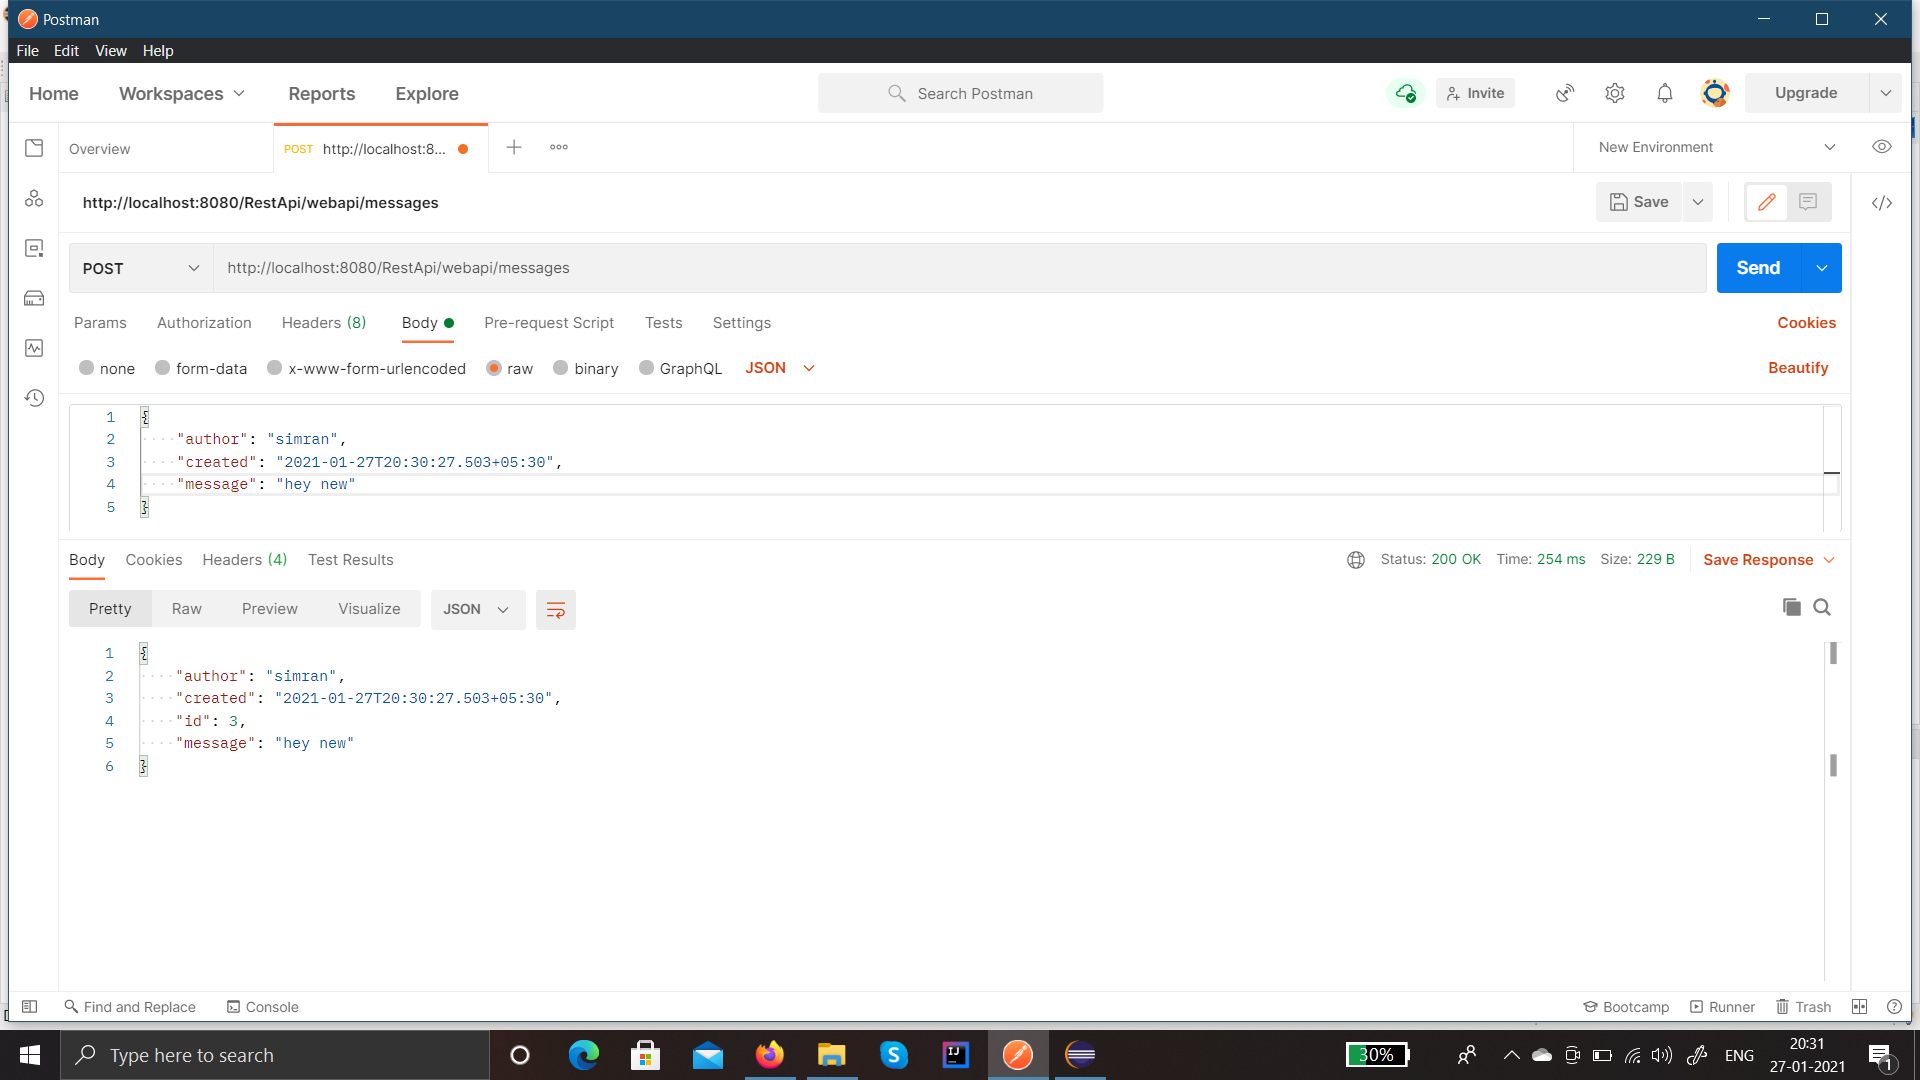 Postman
File Edit View Help
Home Workspaces Reports Explore Search Postman Invite Upgrade
Overview POST http://localhost:8... New Environment
http://localhost:8080/RestApi/webapi/messages Save
POST http://localhost:8080/RestApi/webapi/messages Send
Params Authorization Headers (8) Body Pre-request Script Tests Settings Cookies
none form-data x-www-form-urlencoded raw binary GraphQL JSON Beautify
1 {
2 "author": "simran",
3 "created": "2021-01-27T20:30:27.503+05:30",
4 "message": "hey new"
5 }
Body Cookies Headers (4) Test Results Status: 200 OK Time: 254 ms Size: 229 B Save Response
Pretty Raw Preview Visualize JSON
1 {
2 "author": "simran",
3 "created": "2021-01-27T20:30:27.503+05:30",
4 "id": 3,
5 "message": "hey new"
6 }
Find and Replace Console Bootcamp Runner Trash
Type here to search 30% ENG 20:31
27-01-2021 1